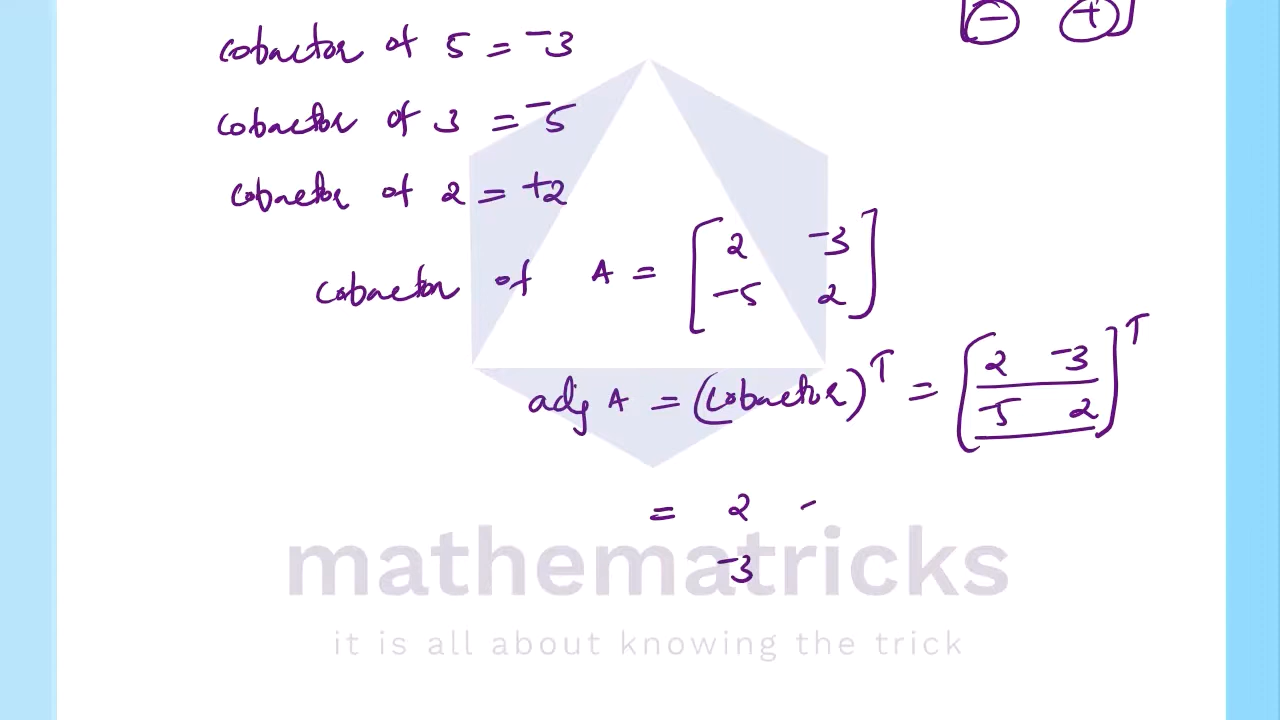 cofactor of 5 = -3
cofactor of 3 = -5
cofactor of 2 = +2
cofactor of A = [2 -3
-5 2]
adj A = (cofactor)ᵀ = [2 -3
-5 2]ᵀ
= 2 -
-3
mathematricks
it is all about knowing the trick